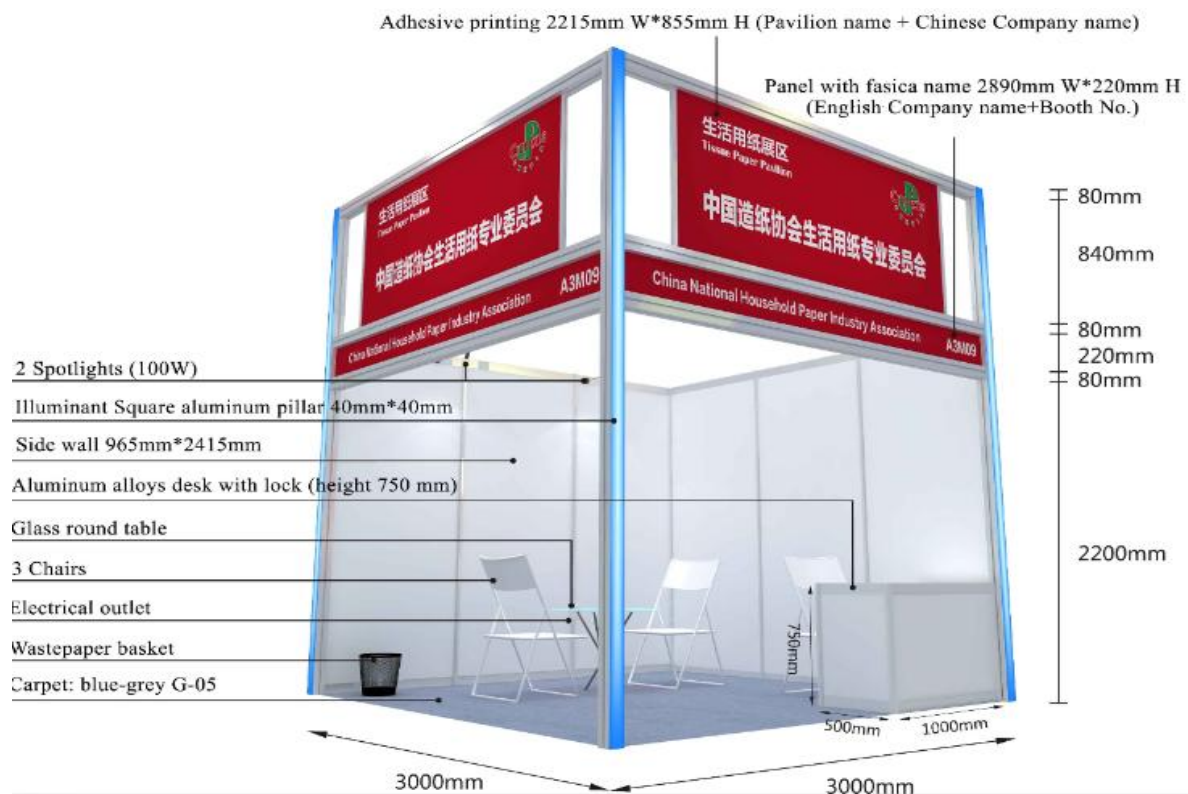 Adhesive printing 2215mm W*855mm H (Pavilion name + Chinese Company name)
Panel with fasica name 2890mm W*220mm H
(English Company name+Booth No.)
生活用纸展区
Tissue Paper Pavilion
中国造纸协会生活用纸专业委员会
China National Household Paper Industry Association A3M09
生活用纸展区
Tissue Paper Pavilion
中国造纸协会生活用纸专业委员会
China National Household Paper Industry Association A3M09
80mm
840mm
80mm
220mm
80mm
2200mm
2 Spotlights (100W)
Illuminant Square aluminum pillar 40mm*40mm
Side wall 965mm*2415mm
Aluminum alloys desk with lock (height 750 mm)
Glass round table
3 Chairs
Electrical outlet
Wastepaper basket
Carpet: blue-grey G-05
750mm
500mm
1000mm
3000mm
3000mm